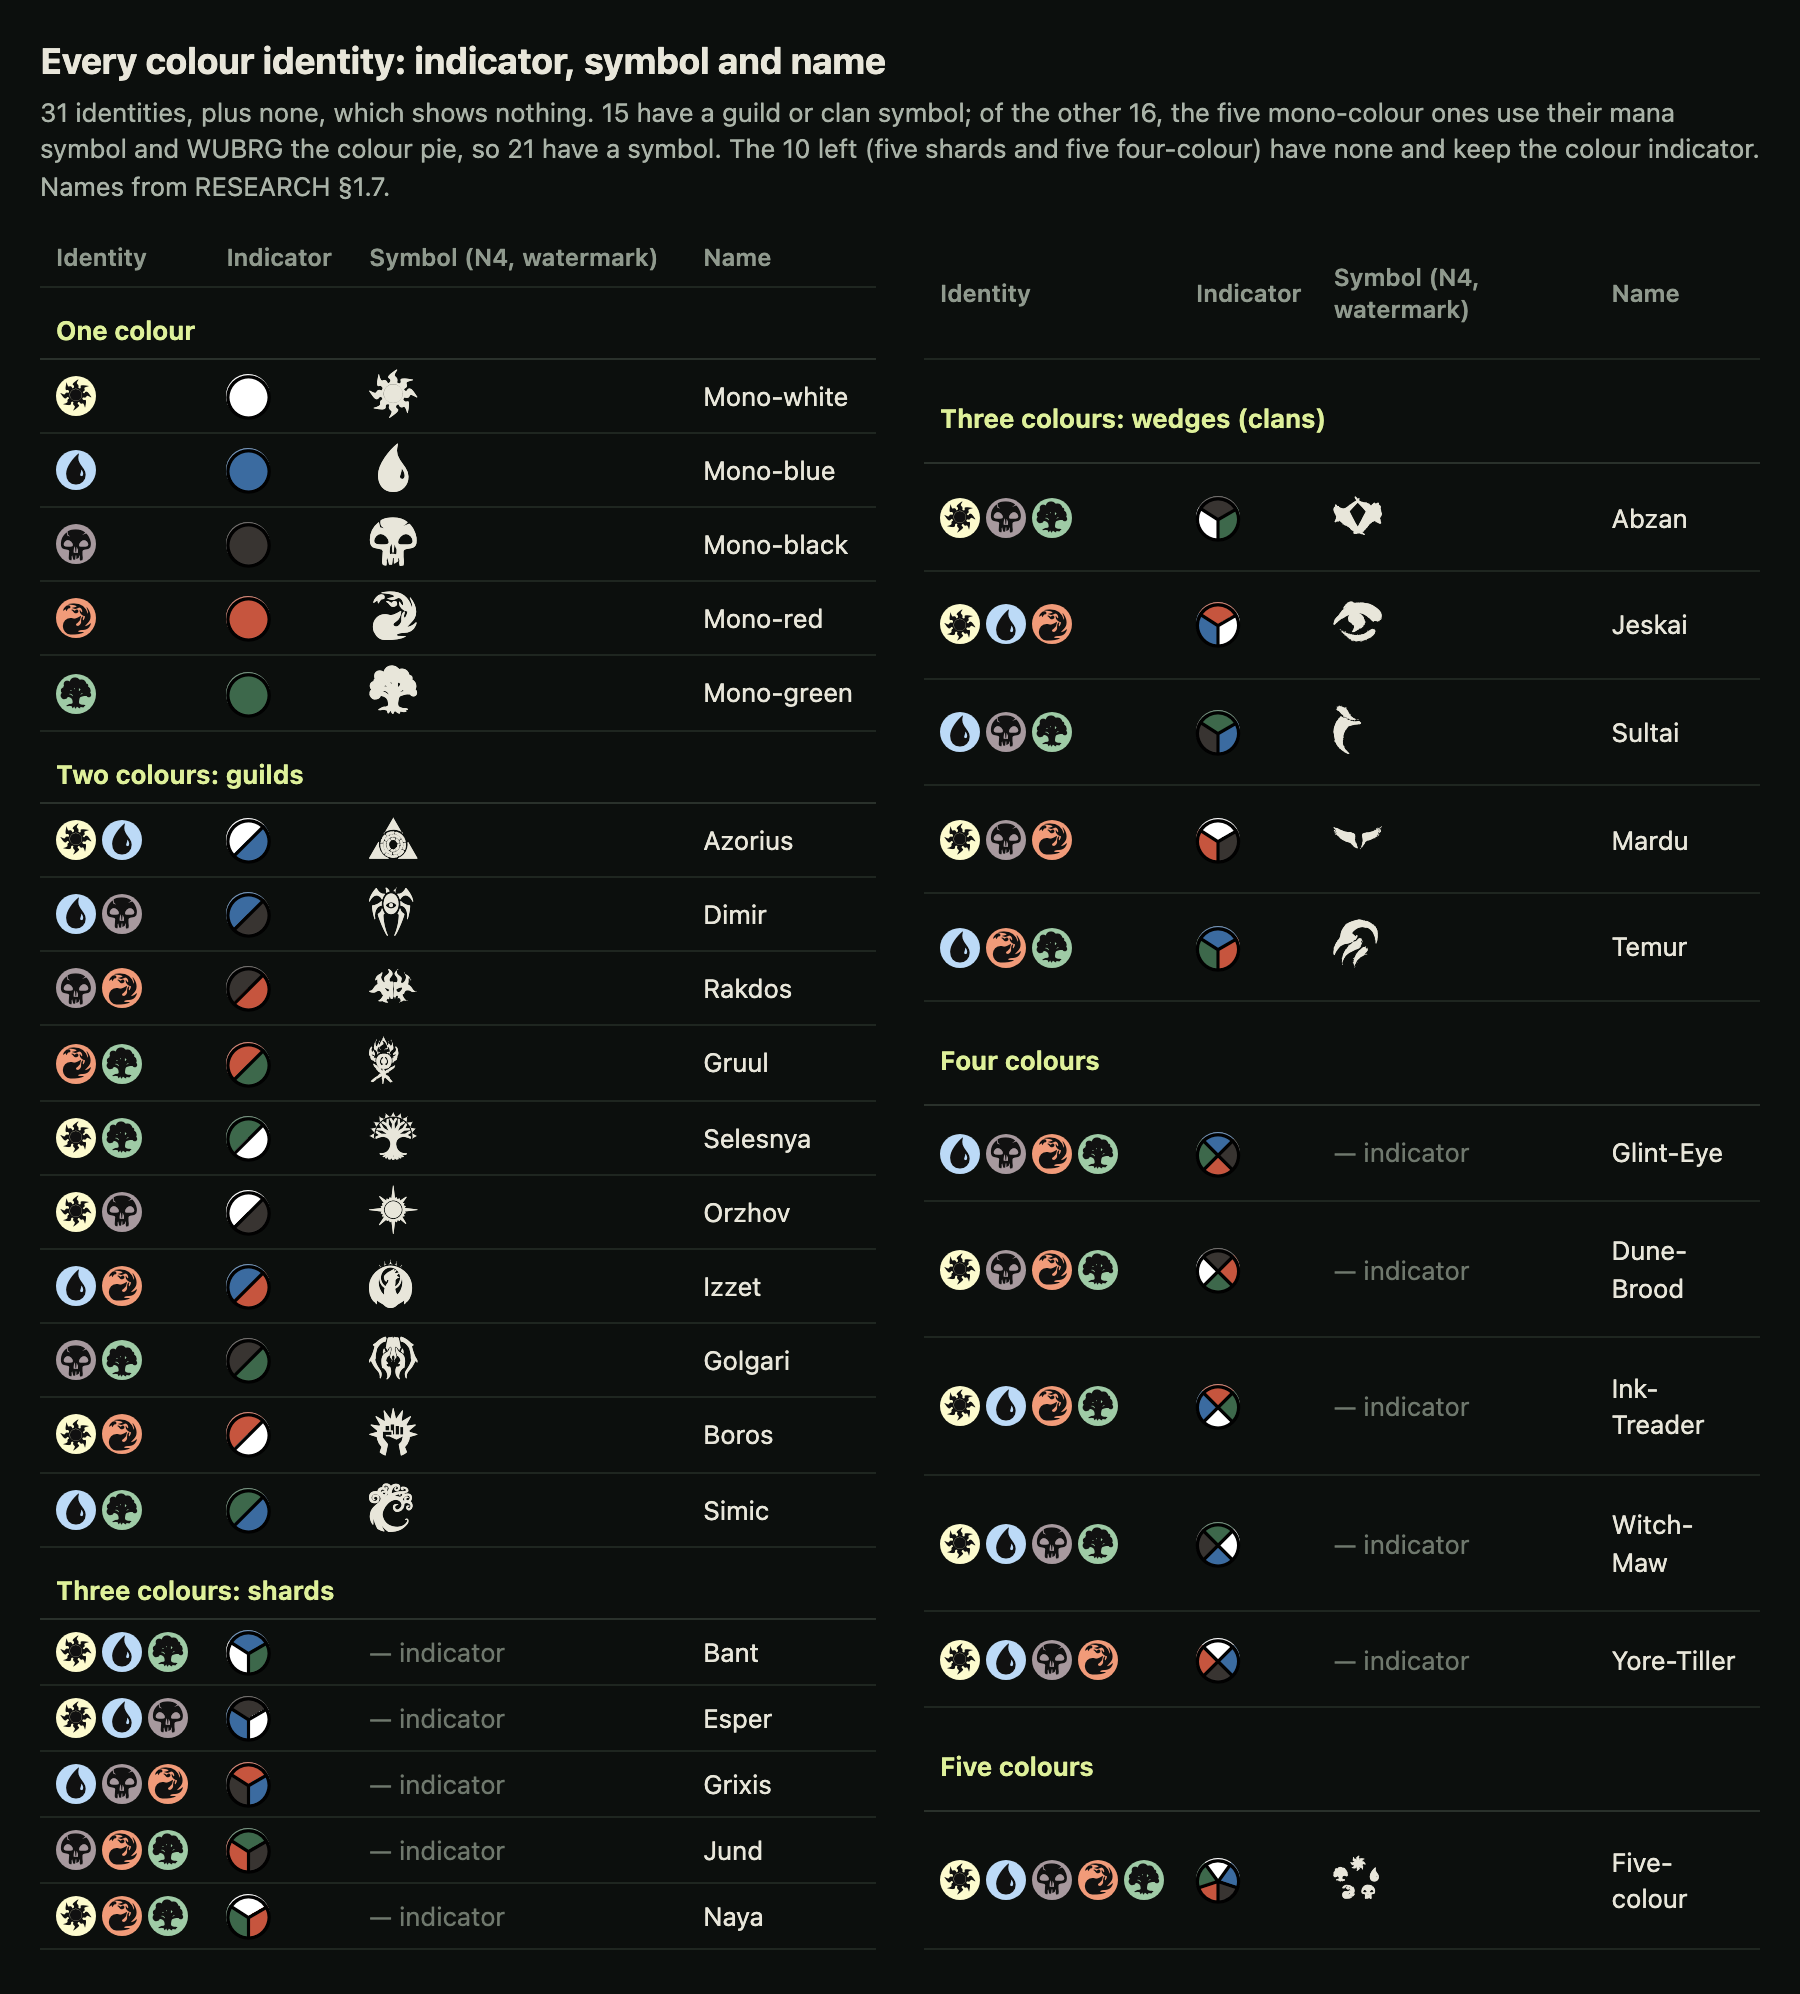 Every colour identity: indicator, symbol and name
31 identities, plus none, which shows nothing. 15 have a guild or clan symbol; of the other 16, the five mono-colour ones use their mana
symbol and WUBRG the colour pie, so 21 have a symbol. The 10 left (five shards and five four-colour) have none and keep the colour indicator.
Names from RESEARCH §1.7.
Identity Indicator Symbol (N4, watermark) Name
One colour
Mono-white
Mono-blue
Mono-black
Mono-red
Mono-green
Two colours: guilds
Azorius
Dimir
Rakdos
Gruul
Selesnya
Orzhov
Izzet
Golgari
Boros
Simic
Three colours: shards
— indicator Bant
— indicator Esper
— indicator Grixis
— indicator Jund
— indicator Naya
Identity Indicator Symbol (N4,
watermark) Name
Three colours: wedges (clans)
Abzan
Jeskai
Sultai
Mardu
Temur
Four colours
— indicator Glint-Eye
— indicator Dune-
Brood
— indicator Ink-
Treader
— indicator Witch-
Maw
— indicator Yore-Tiller
Five colours
Five-
colour